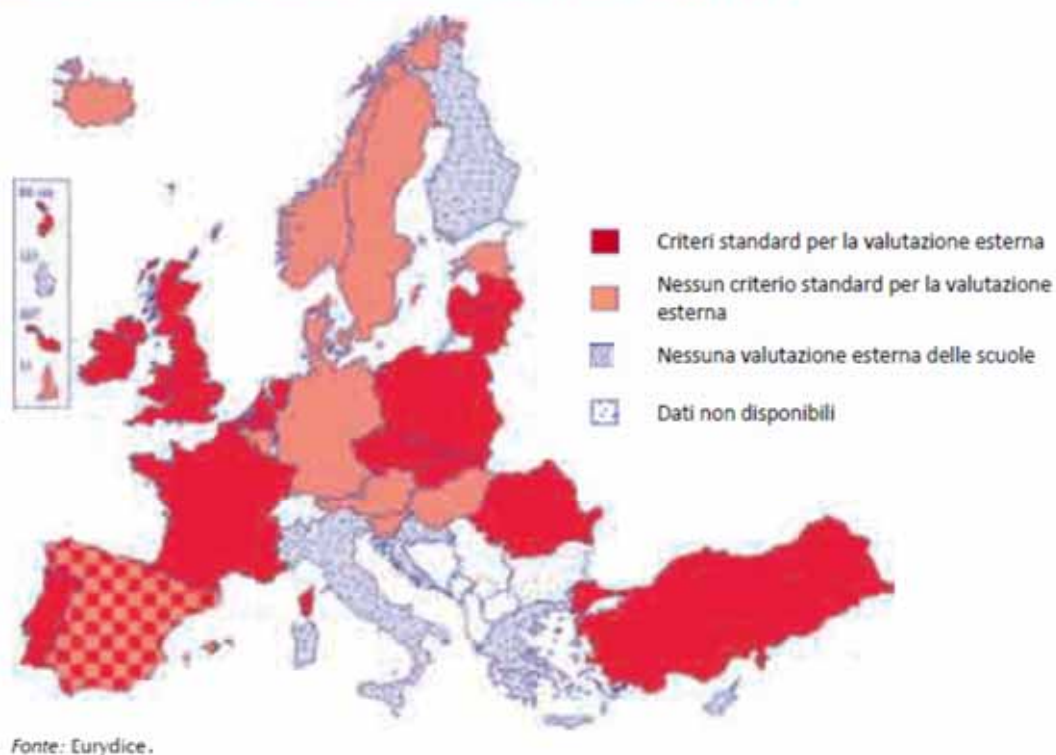 Criteri standard per la valutazione esterna
Nessun criterio standard per la valutazione
esterna
Nessuna valutazione esterna delle scuole
Dati non disponibili
Fonte: Eurydice.